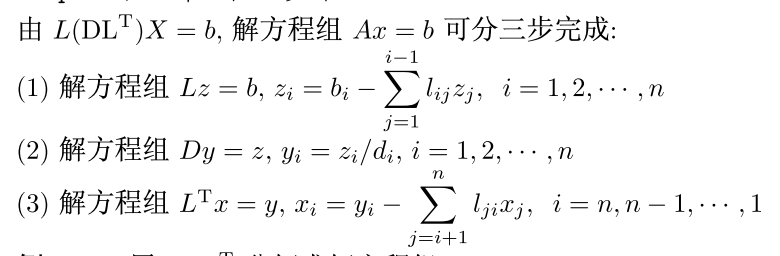 由 L(DLᵀ)X = b, 解方程组 Ax = b 可分三步完成:
(1) 解方程组 Lz = b, z_i = b_i − ∑_{j=1}^{i−1} l_{ij}z_j, i = 1, 2, ⋯ , n
(2) 解方程组 Dy = z, y_i = z_i/d_i, i = 1, 2, ⋯ , n
(3) 解方程组 Lᵀx = y, x_i = y_i − ∑_{j=i+1}^{n} l_{ji}x_j, i = n, n − 1, ⋯ , 1